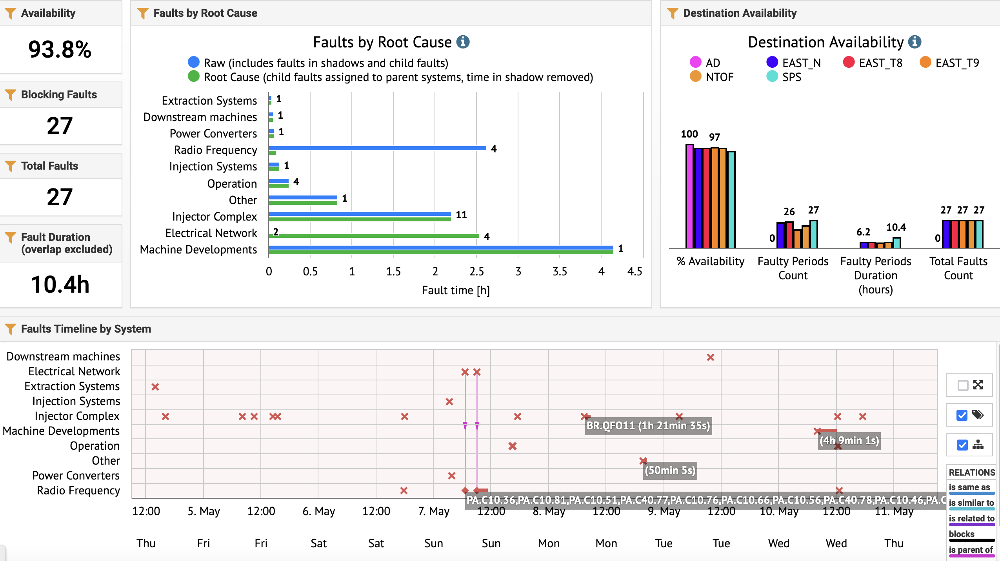 Availability
93.8%
Blocking Faults
27
Total Faults
27
Fault Duration
(overlap excluded)
10.4h
Faults by Root Cause
Faults by Root Cause
Raw (includes faults in shadows and child faults)
Root Cause (child faults assigned to parent systems, time in shadow removed)
Extraction Systems 1
Downstream machines 1
Power Converters 1
Radio Frequency 4
Injection Systems 1
Operation 4
Other 1
Injector Complex 11
Electrical Network 2 4
Machine Developments 1
0 0.5 1 1.5 2 2.5 3 3.5 4 4.5
Fault time [h]
Destination Availability
Destination Availability
AD EAST_N EAST_T8 EAST_T9
NTOF SPS
100 97
0 26 27
6.2 10.4
0 27 27 27
% Availability
Faulty Periods
Count
Faulty Periods
Duration
(hours)
Total Faults
Count
Faults Timeline by System
Downstream machines
Electrical Network
Extraction Systems
Injection Systems
Injector Complex
Machine Developments
Operation
Other
Power Converters
Radio Frequency
BR.QFO11 (1h 21min 35s)
(4h 9min 1s)
(50min 5s)
PA.C10.36,PA.C10.81,PA.C10.51,PA.C40.77,PA.C10.76,PA.C10.66,PA.C10.56,PA.C40.78,PA.C10.46,PA.C
12:00 5. May 12:00 6. May 12:00 7. May 12:00 8. May 12:00 9. May 12:00 10. May 12:00 11. May
Thu Fri Fri Sat Sat Sun Sun Mon Mon Tue Tue Wed Wed Thu
RELATIONS
is same as
is similar to
is related to
blocks
is parent of